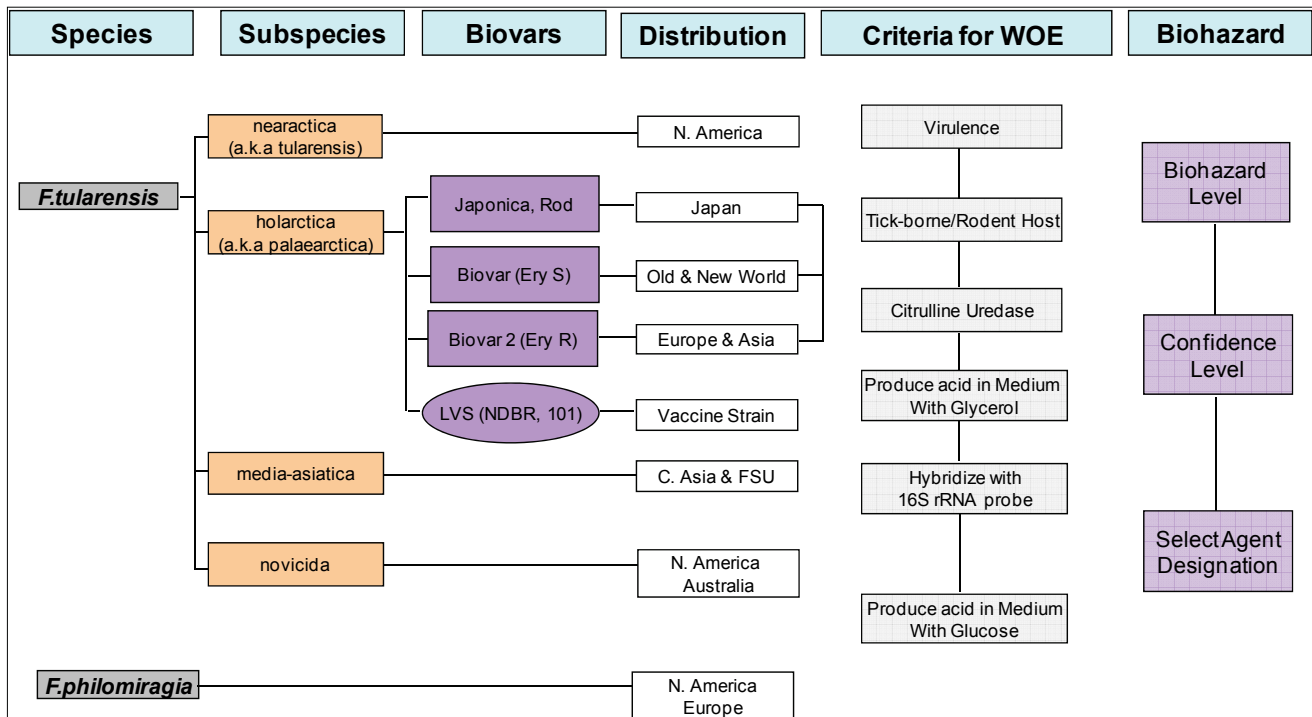 Species
Subspecies
Biovars
Distribution
Criteria for WOE
Biohazard
nearactica
(a.k.a tularensis)
N. America
Virulence
F.tularensis
Biohazard
Level
holarctica
(a.k.a palaearctica)
Japonica, Rod
Japan
Tick-borne/Rodent Host
Biovar (Ery S)
Old & New World
Citrulline Uredase
Biovar 2 (Ery R)
Europe & Asia
Confidence
Level
Produce acid in Medium
With Glycerol
LVS (NDBR, 101)
Vaccine Strain
media-asiatica
C. Asia & FSU
Hybridize with
16S rRNA probe
Select Agent
Designation
novicida
N. America
Australia
Produce acid in Medium
With Glucose
F.philomiragia
N. America
Europe